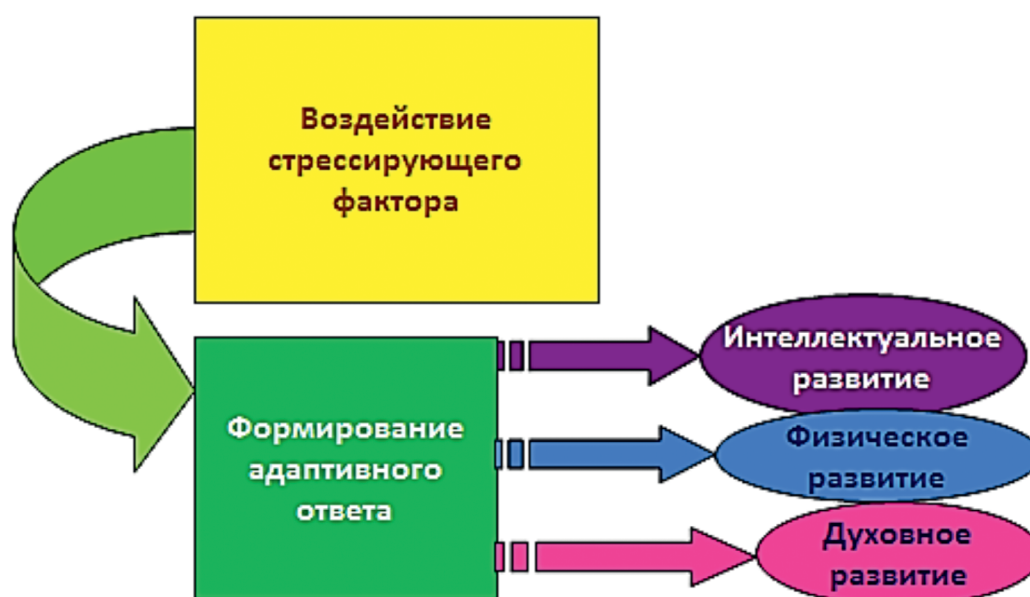 Воздействие
стрессирующего
фактора
Интеллектуальное
развитие
Формирование
адаптивного
ответа
Физическое
развитие
Духовное
развитие